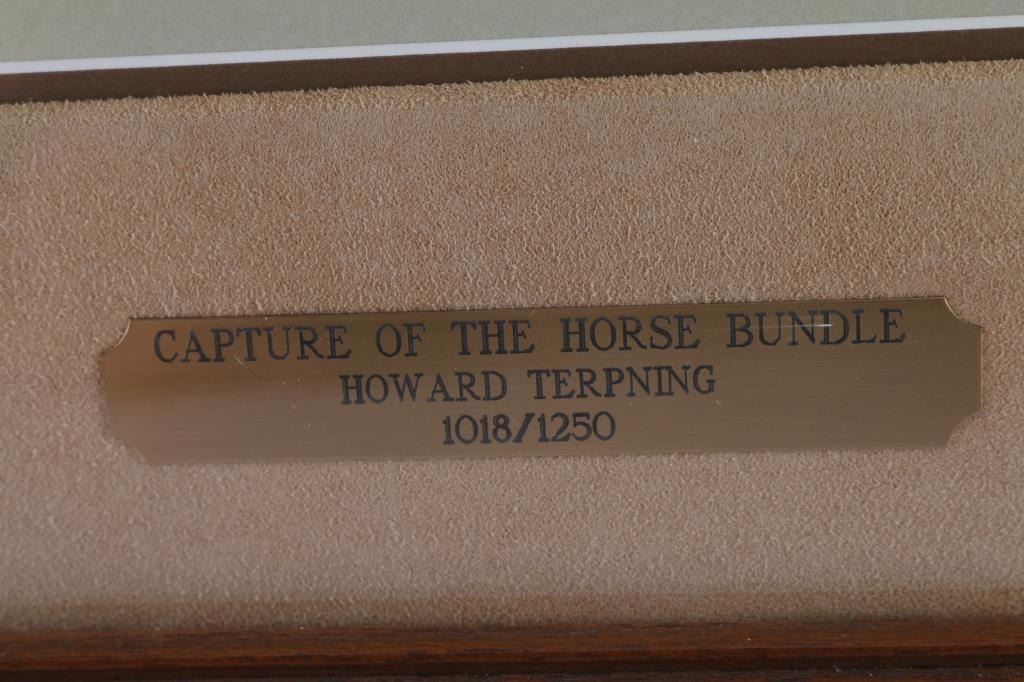 CAPTURE OF THE HORSE BUNDLE
HOWARD TERPNING
1018/1250